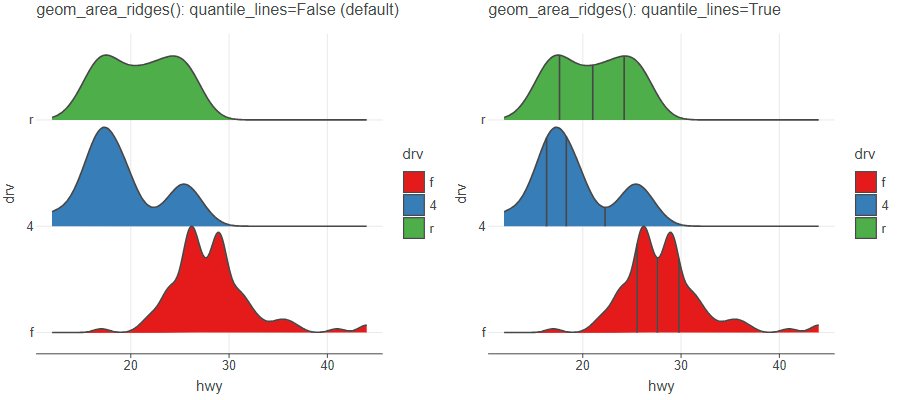 geom_area_ridges(): quantile_lines=False (default)
r
4
f
drv
20
30
40
hwy
drv
f
4
r
geom_area_ridges(): quantile_lines=True
r
4
f
drv
20
30
40
hwy
drv
f
4
r